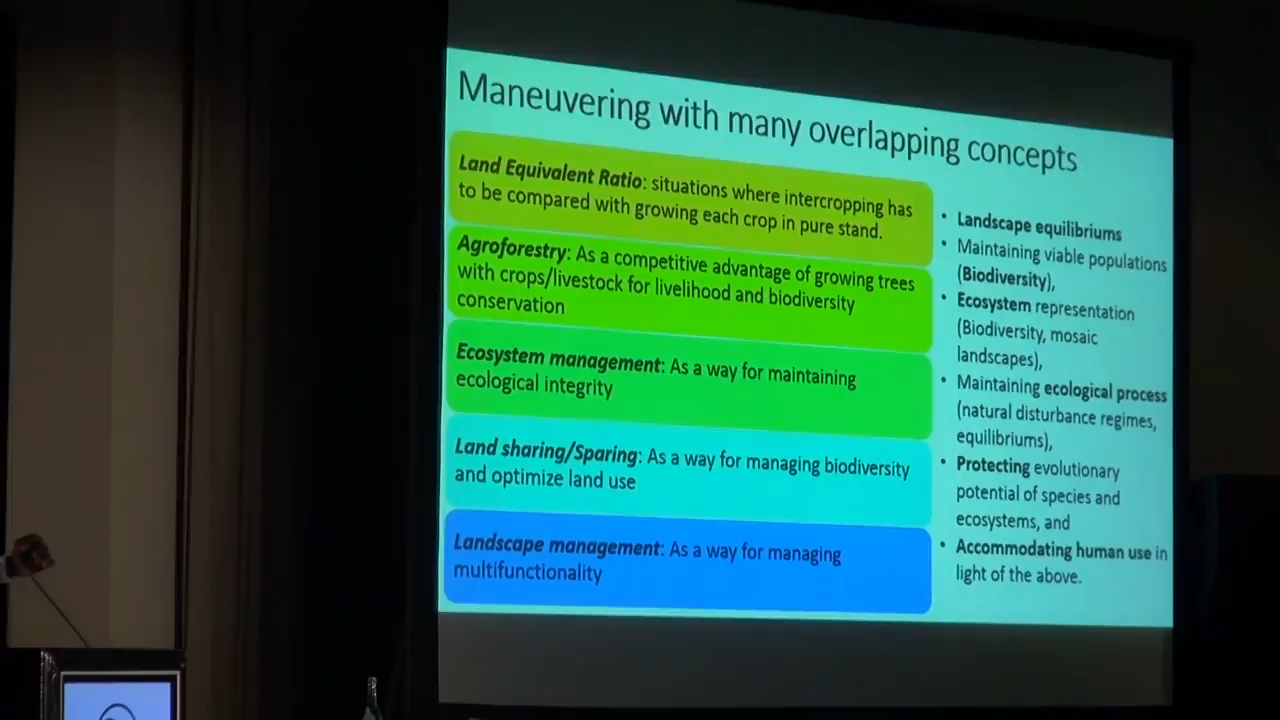 Maneuvering with many overlapping concepts
Land Equivalent Ratio: situations where intercropping has
to be compared with growing each crop in pure stand.
Agroforestry: As a competitive advantage of growing trees
with crops/livestock for livelihood and biodiversity
conservation
Ecosystem management: As a way for maintaining
ecological integrity
Land sharing/Sparing: As a way for managing biodiversity
and optimize land use
Landscape management: As a way for managing
multifunctionality
• Landscape equilibriums
• Maintaining viable populations
(Biodiversity),
• Ecosystem representation
(Biodiversity, mosaic
landscapes),
• Maintaining ecological process
(natural disturbance regimes,
equilibriums),
• Protecting evolutionary
potential of species and
ecosystems, and
• Accommodating human use in
light of the above.